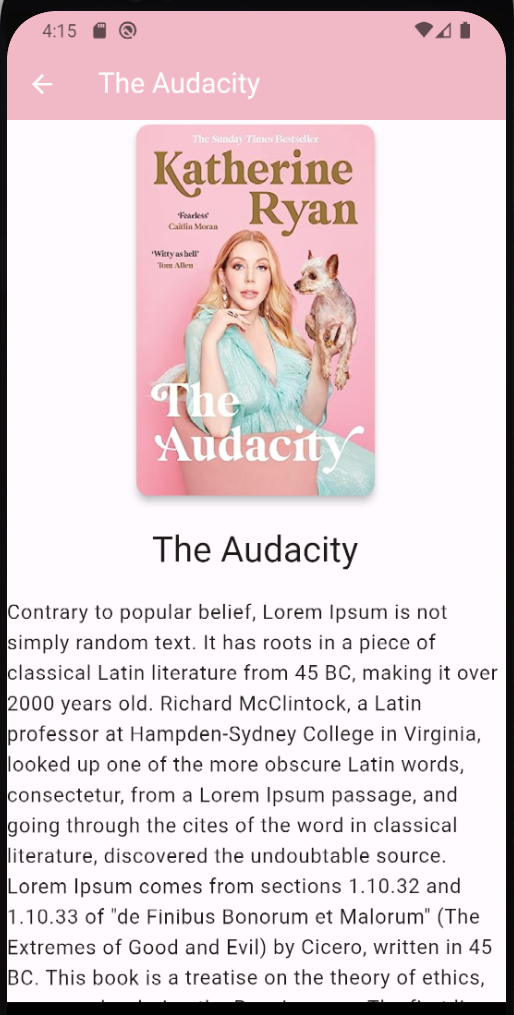 4:15
The Audacity
The Sunday Times Bestseller
Katherine
Ryan
'Fearless'
Caitlin Moran
'Witty as hell'
Tom Allen
The
Audacity
The Audacity
Contrary to popular belief, Lorem Ipsum is not
simply random text. It has roots in a piece of
classical Latin literature from 45 BC, making it over
2000 years old. Richard McClintock, a Latin
professor at Hampden-Sydney College in Virginia,
looked up one of the more obscure Latin words,
consectetur, from a Lorem Ipsum passage, and
going through the cites of the word in classical
literature, discovered the undoubtable source.
Lorem Ipsum comes from sections 1.10.32 and
1.10.33 of "de Finibus Bonorum et Malorum" (The
Extremes of Good and Evil) by Cicero, written in 45
BC. This book is a treatise on the theory of ethics,